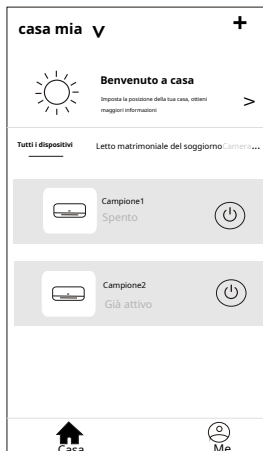 casa mia
+
Benvenuto a casa
Imposta la posizione della tua casa, ottieni
maggiori informazioni
>
Tutti i dispositivi Letto matrimoniale del soggiorno Camera...
Campione1
Spento
Campione2
Già attivo
Casa Me